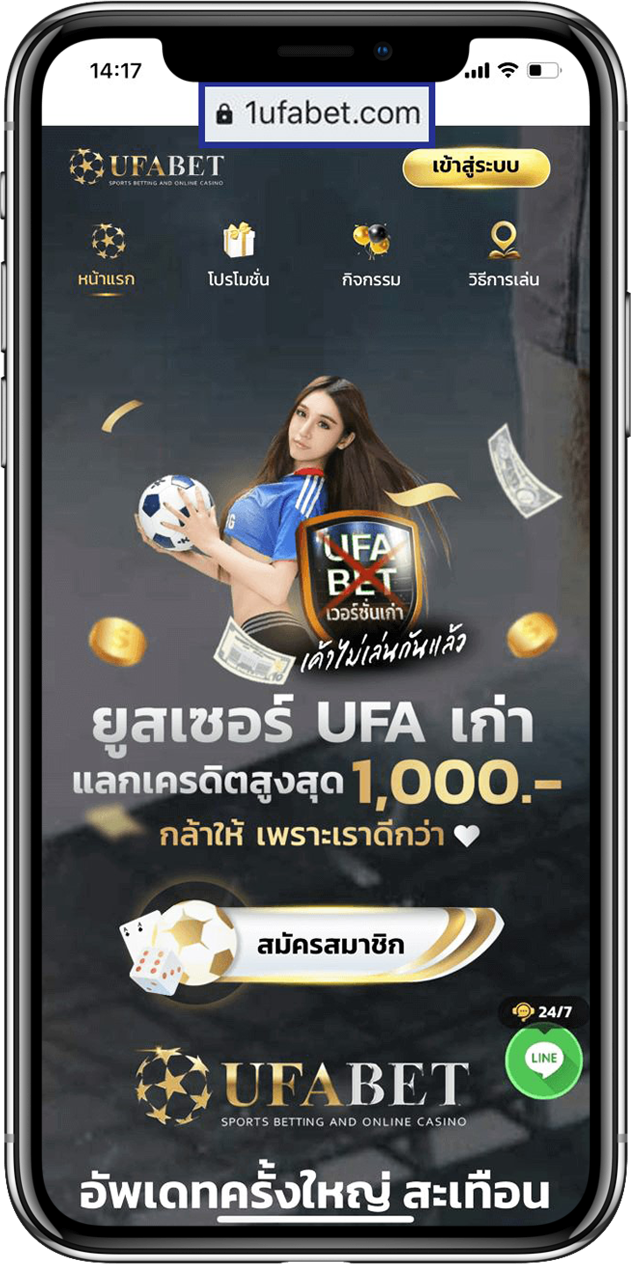 14:17
1ufabet.com
UFABET
SPORTS BETTING AND ONLINE CASINO
เข้าสู่ระบบ
หน้าแรก
โปรโมชั่น
กิจกรรม
วิธีการเล่น
UFA
BET
เวอร์ชั่นเก่า
เค้าไม่เล่นกันแล้ว
ยูสเซอร์ UFA เก่า
แลกเครดิตสูงสุด 1,000.-
กล้าให้ เพราะเราดีกว่า
สมัครสมาชิก
24/7
LINE
UFABET
SPORTS BETTING AND ONLINE CASINO
อัพเดทครั้งใหญ่ สะเทือน